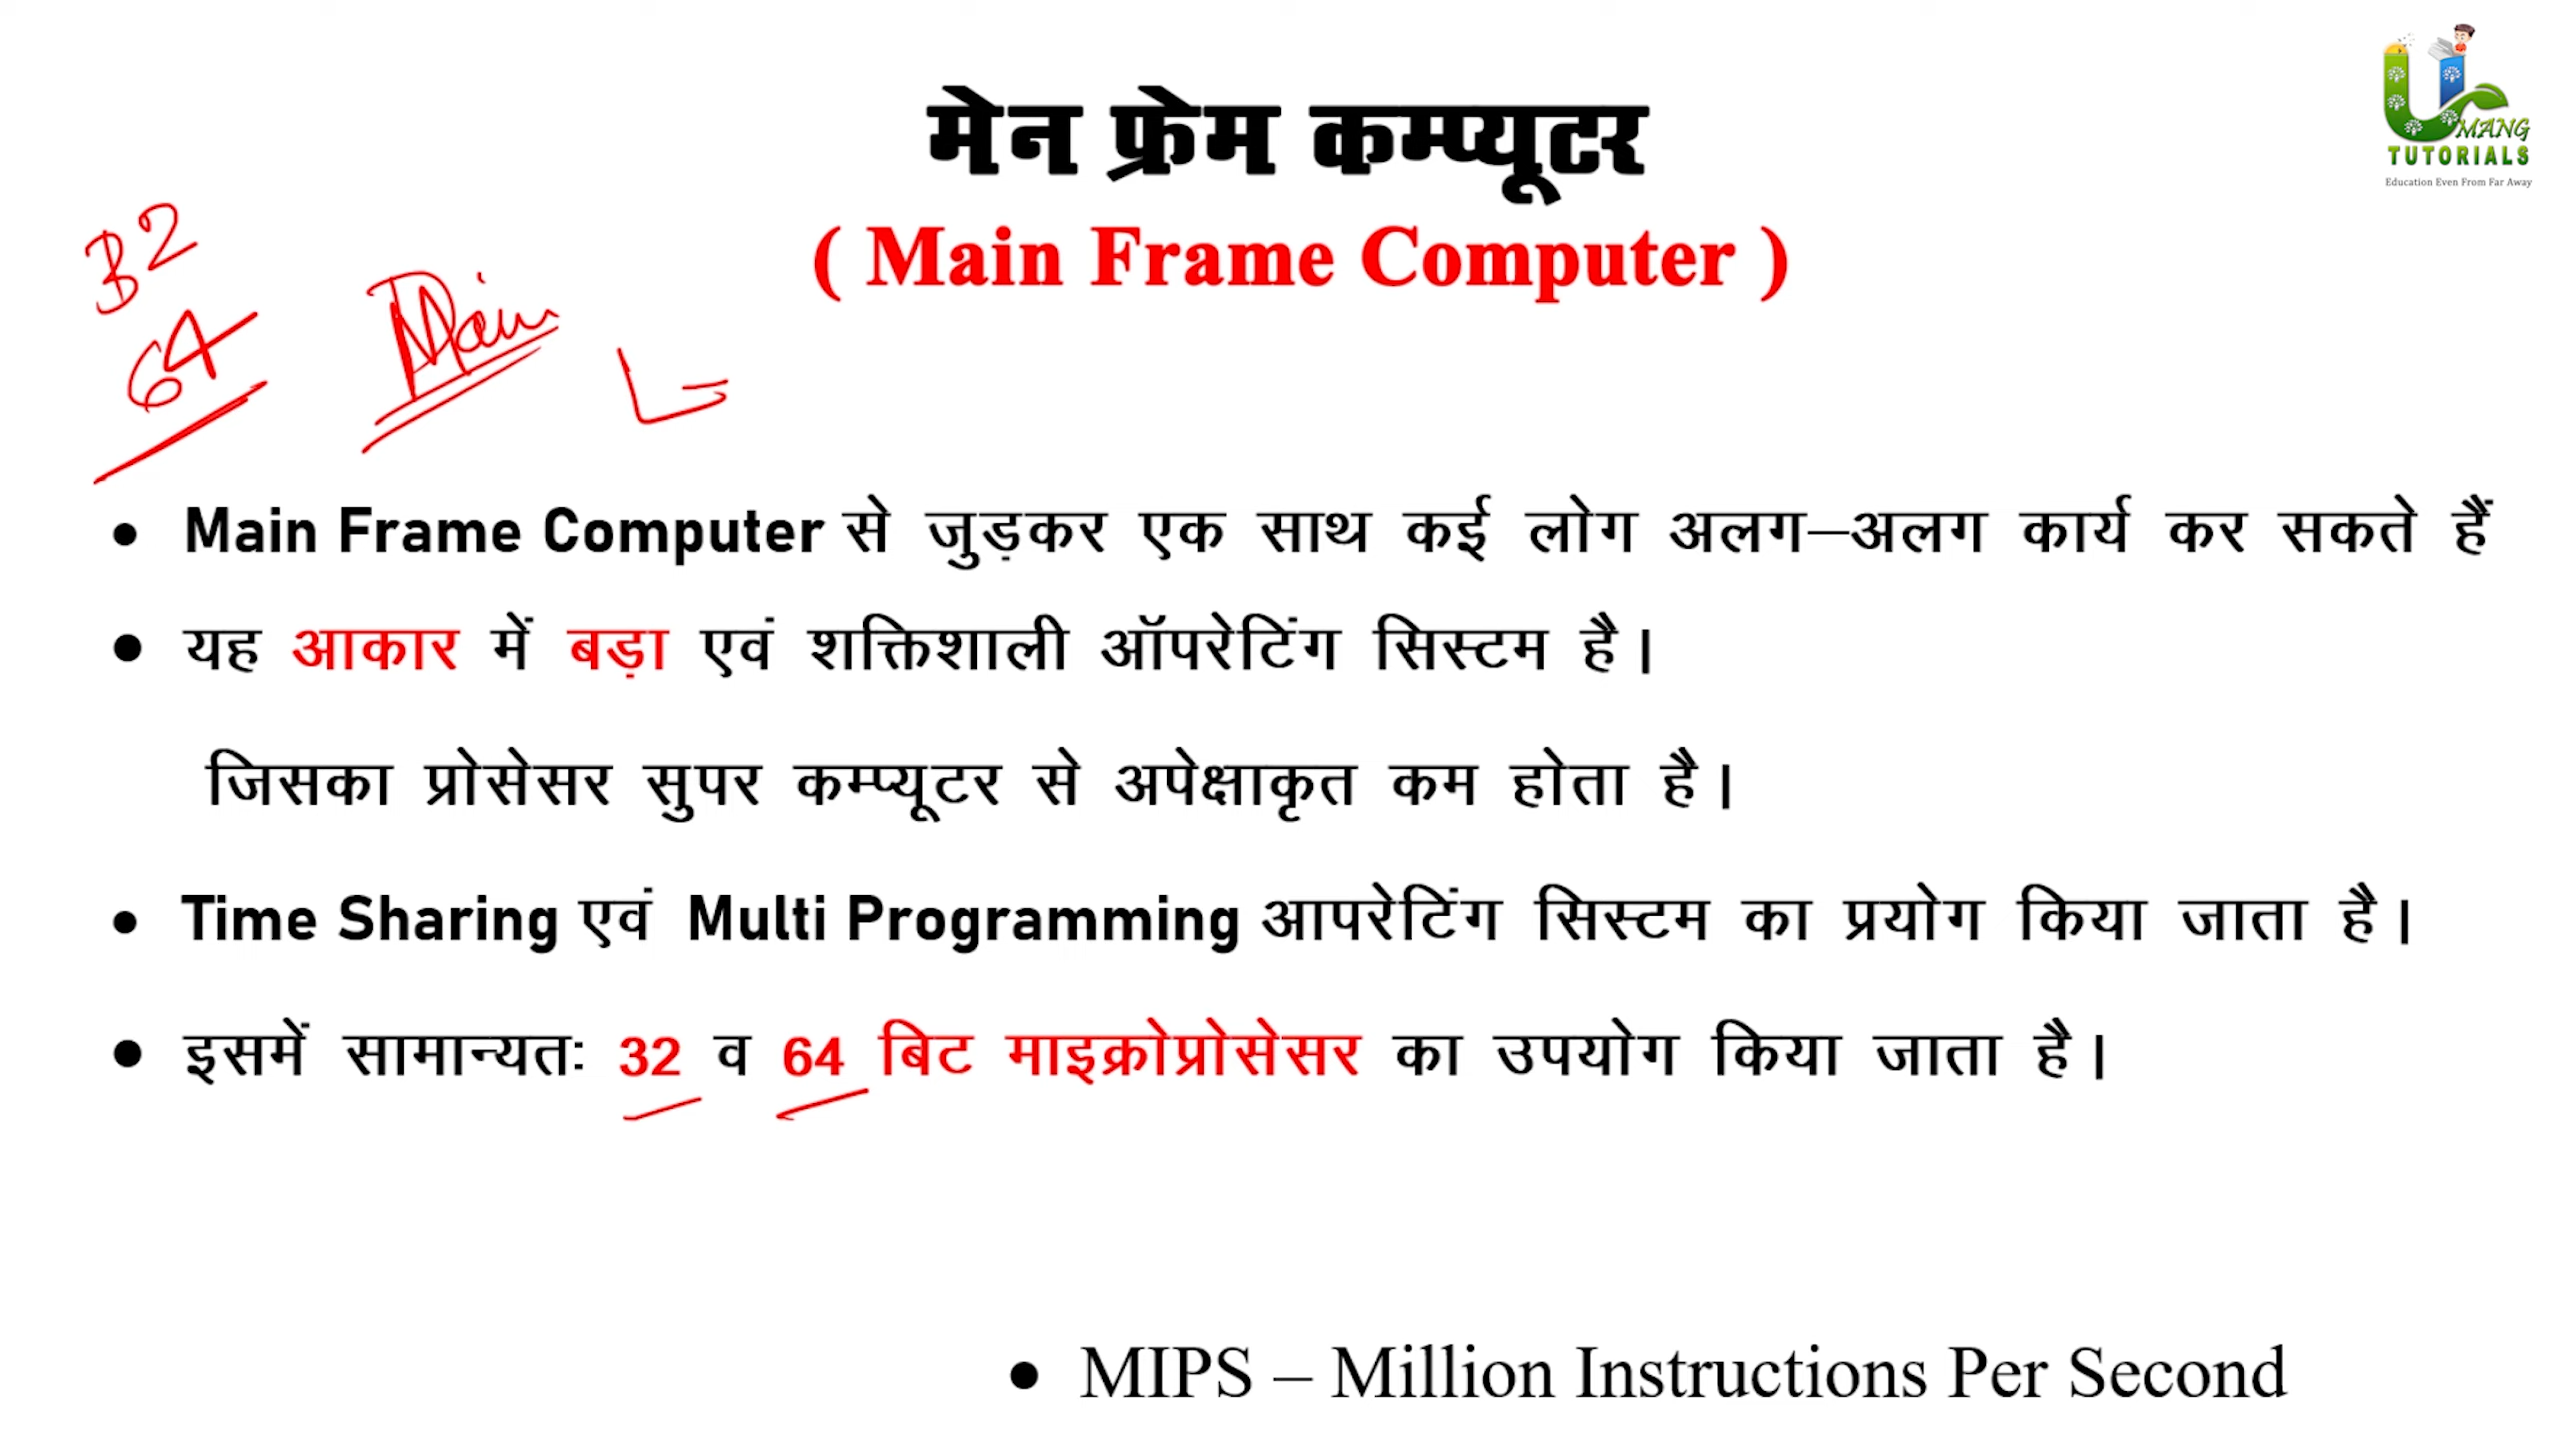 मेन फ्रेम कम्प्यूटर
( Main Frame Computer )
UMANG
TUTORIALS
Education Even From Far Away
32
64
Main
• Main Frame Computer से जुड़कर एक साथ कई लोग अलग–अलग कार्य कर सकते हैं
• यह आकार में बड़ा एवं शक्तिशाली ऑपरेटिंग सिस्टम है।
जिसका प्रोसेसर सुपर कम्प्यूटर से अपेक्षाकृत कम होता है।
• Time Sharing एवं Multi Programming आपरेटिंग सिस्टम का प्रयोग किया जाता है।
• इसमें सामान्यतः 32 व 64 बिट माइक्रोप्रोसेसर का उपयोग किया जाता है।
• MIPS – Million Instructions Per Second